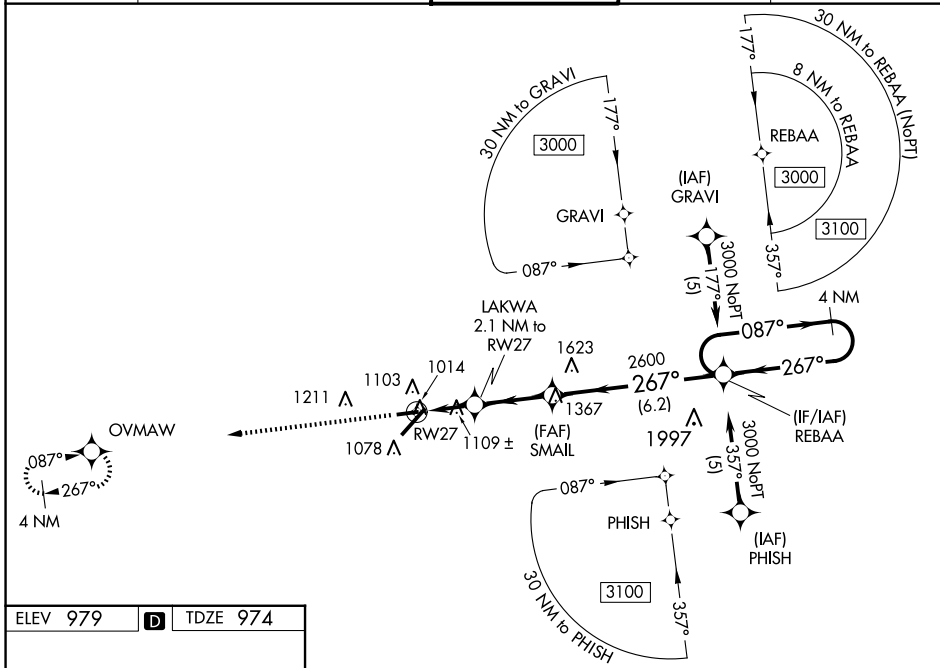 30 NM to GRAVI
177°
3000
GRAVI
087°
177°
30 NM to REBAA (NoPT)
8 NM to REBAA
REBAA
3000
3100
357°
(IAF)
GRAVI
3000 NoPT
177°
(5)
4 NM
087°
267°
LAKWA
2.1 NM to
RW27
1623
2600
267°
(6.2)
1014
1103
1211
1367
(IF/IAF)
REBAA
OVMAW
RW27
(FAF)
SMAIL
1997
1078
1109 ±
087°
267°
4 NM
3000 NoPT
357°
(5)
(IAF)
PHISH
087°
PHISH
3100
357°
30 NM to PHISH
ELEV 979 D TDZE 974